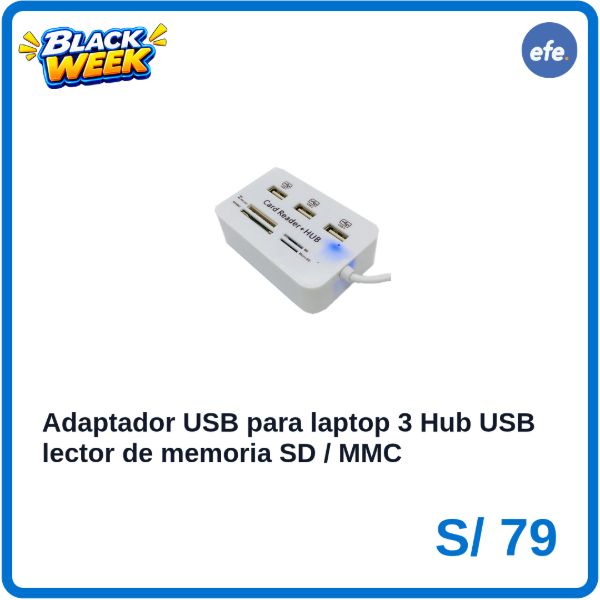 BLACK
WEEK
efe.
Card Reader+HUB
Adaptador USB para laptop 3 Hub USB
lector de memoria SD / MMC
S/ 79